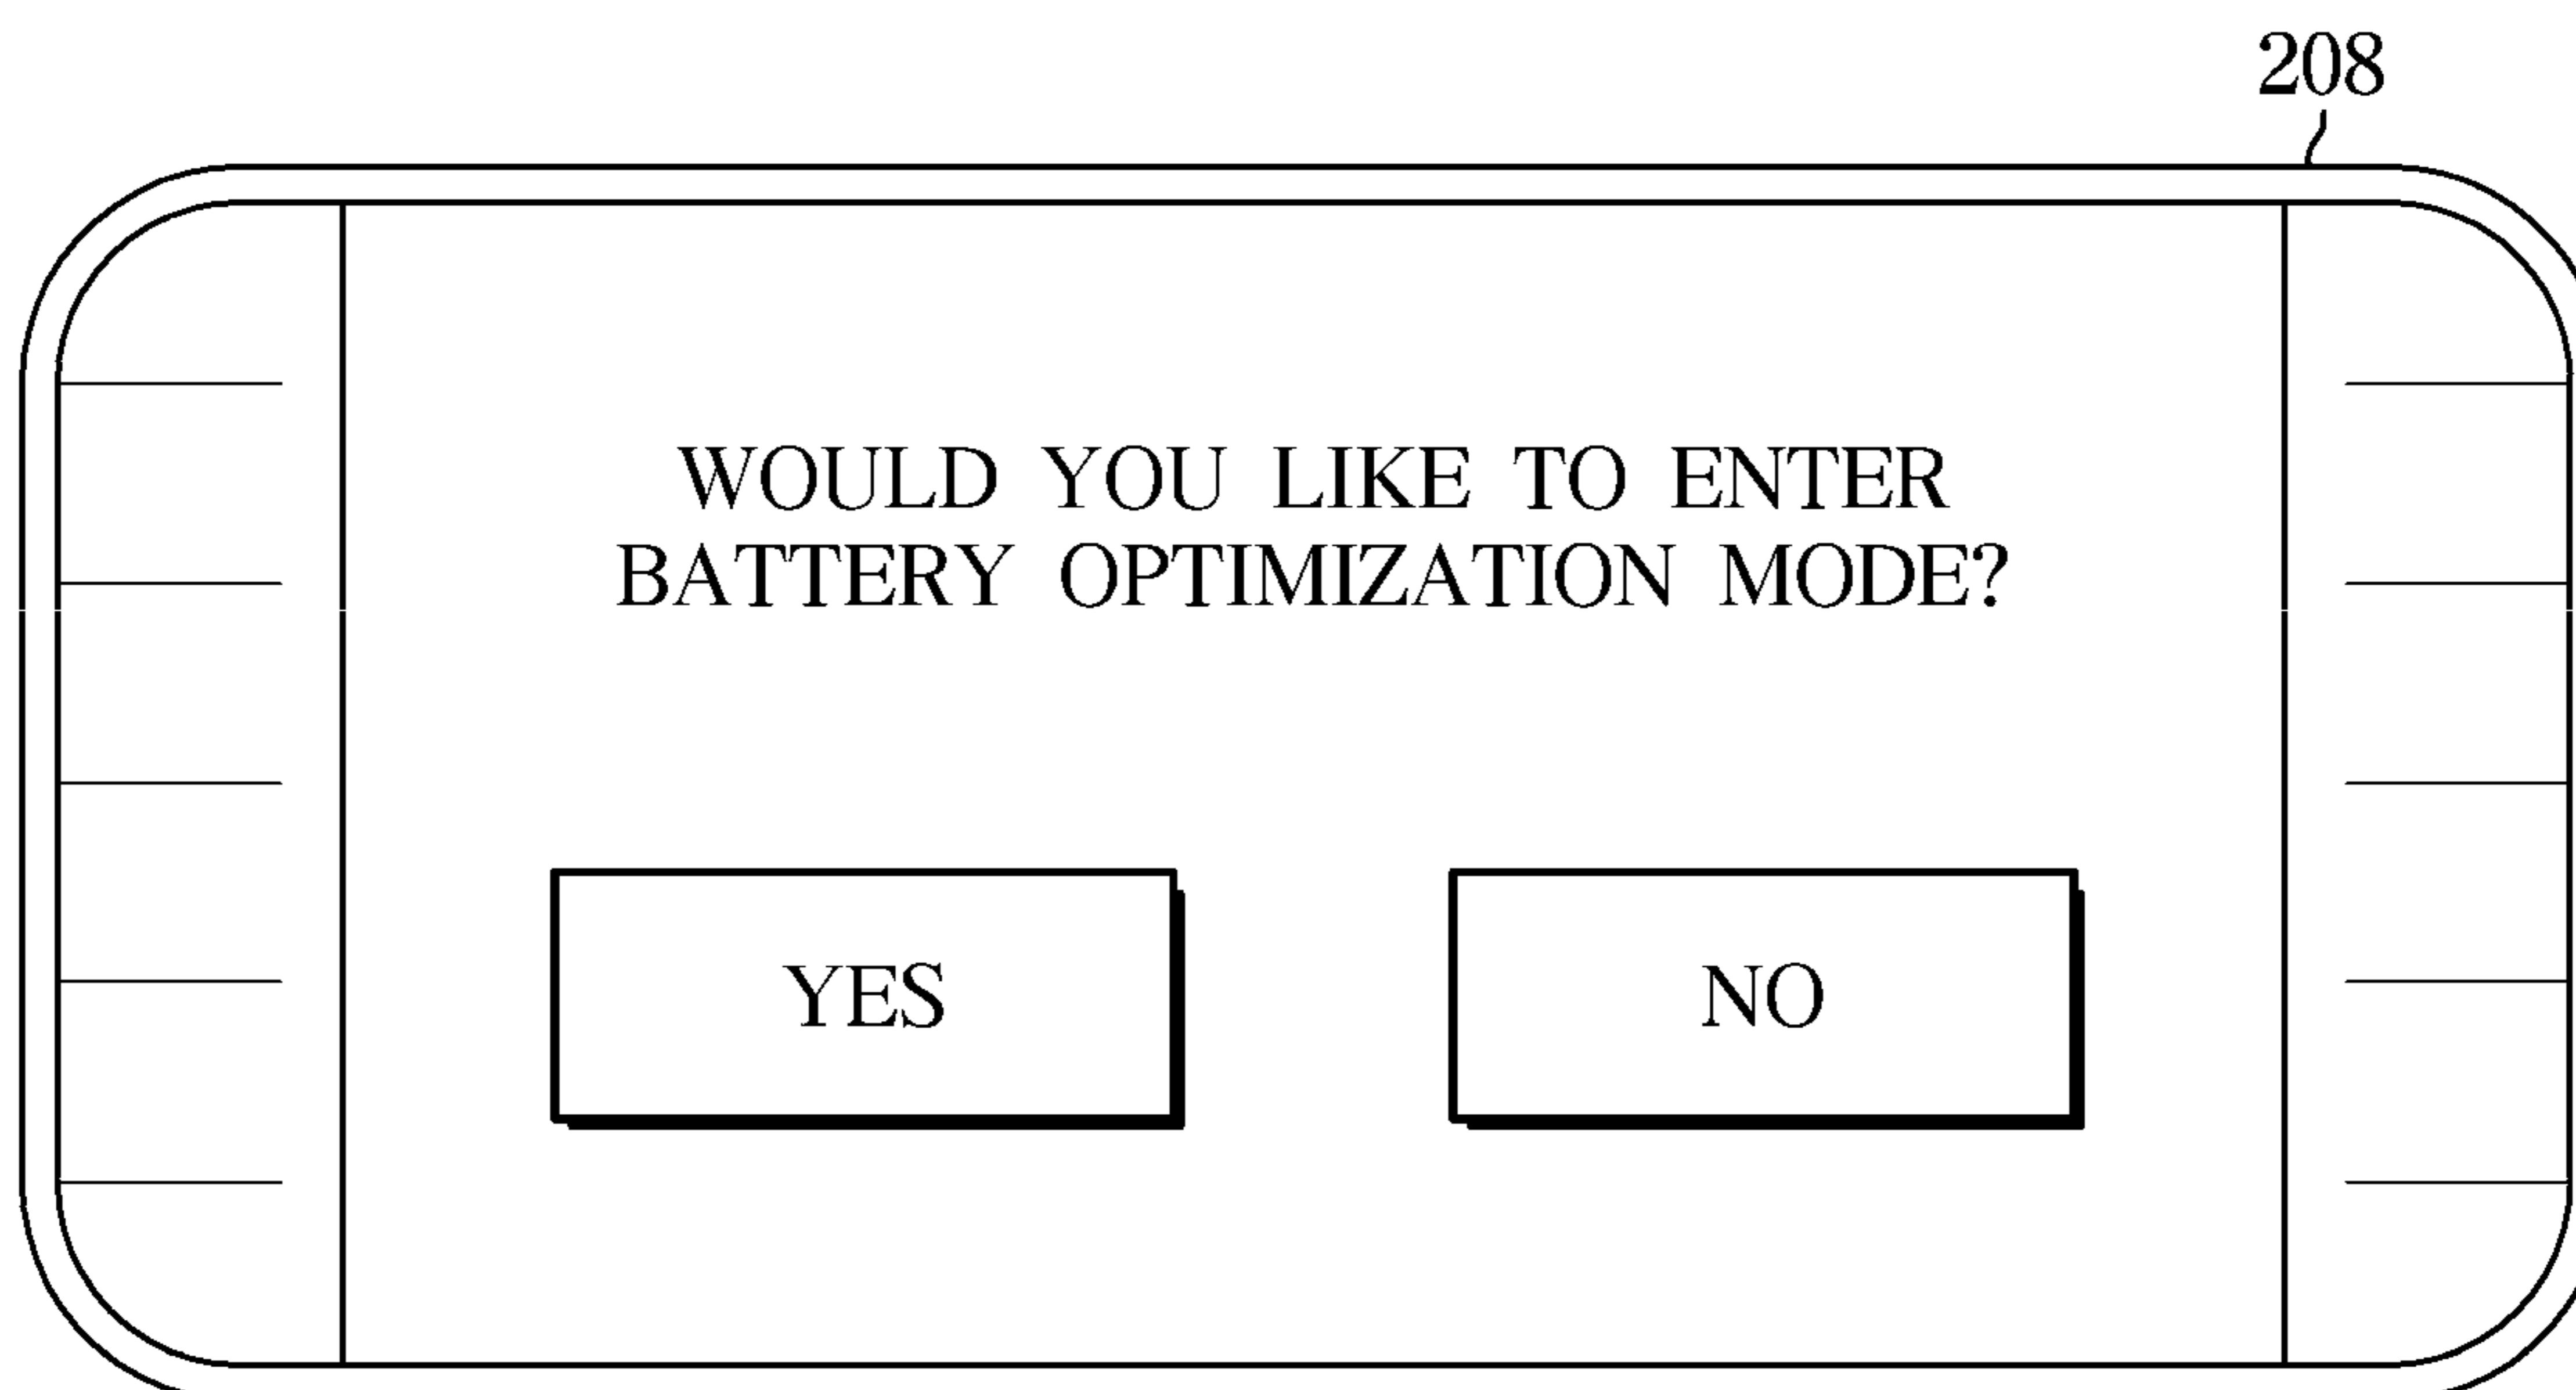 208
WOULD YOU LIKE TO ENTER
BATTERY OPTIMIZATION MODE?
YES
NO